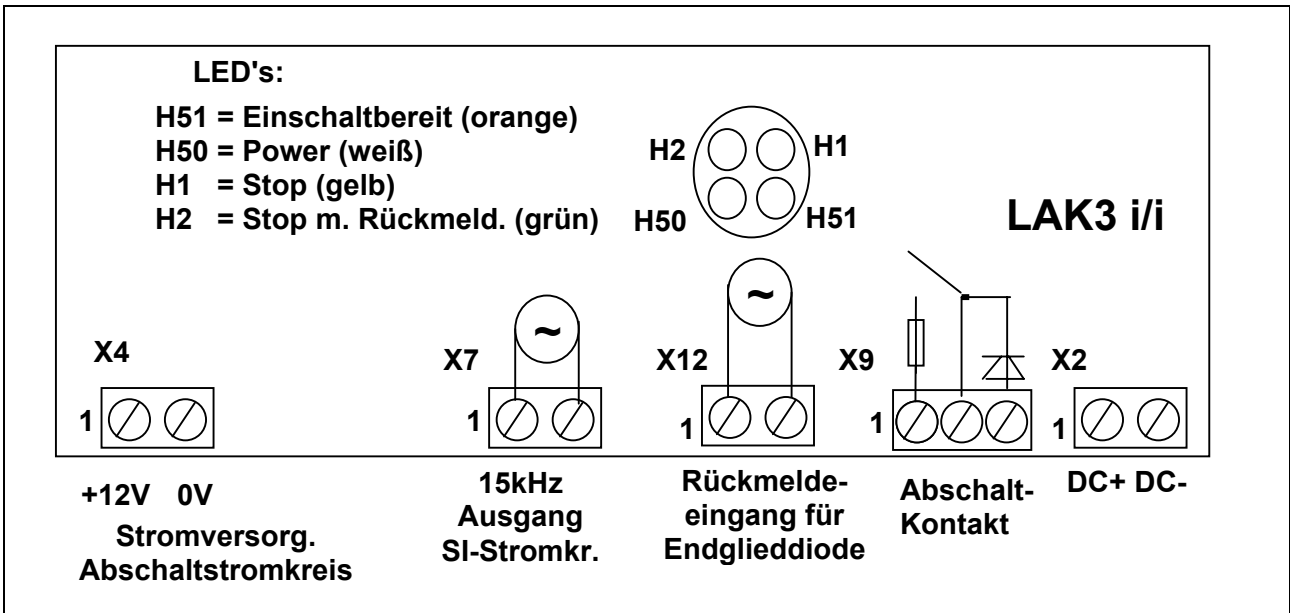 LED's:
H51 = Einschaltbereit (orange)
H50 = Power (weiß)
H1 = Stop (gelb)
H2 = Stop m. Rückmeld. (grün)
H2
H1
H50
H51
LAK3 i/i
~
~
X4
X7
X12
X9
X2
1
1
1
1
1
+12V 0V
Stromversorg.
Abschaltstromkreis
15kHz
Ausgang
SI-Stromkr.
Rückmelde-
eingang für
Endglieddiode
Abschalt-
Kontakt
DC+ DC-